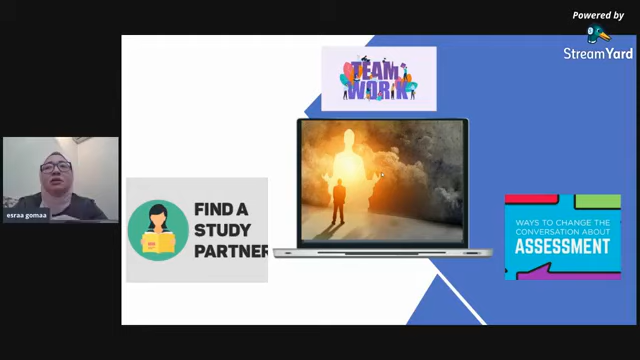 Powered by
StreamYard
TEAM
WORK
esraa gomaa
FIND A
STUDY
PARTNER
WAYS TO CHANGE THE
CONVERSATION ABOUT
ASSESSMENT